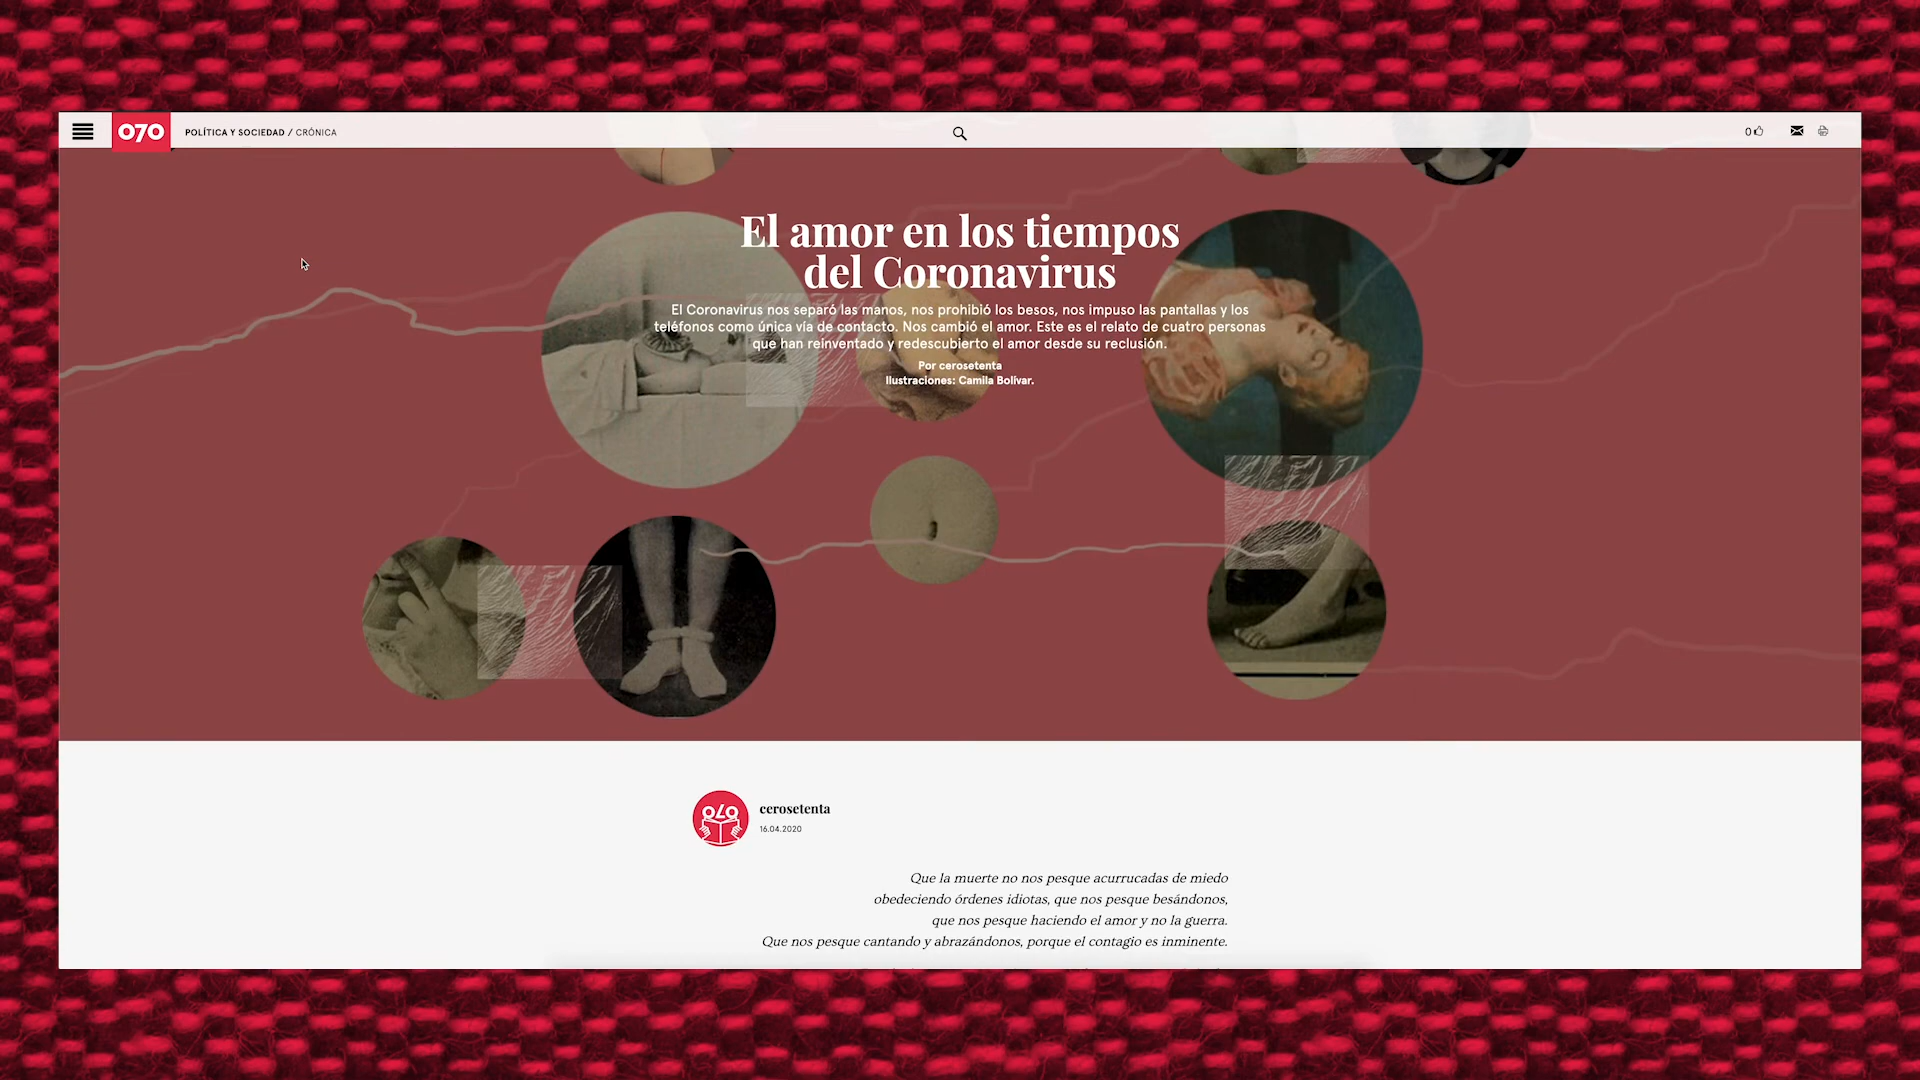 070
POLÍTICA Y SOCIEDAD / CRÓNICA
0
El amor en los tiempos
del Coronavirus
El Coronavirus nos separó las manos, nos prohibió los besos, nos impuso las pantallas y los
teléfonos como única vía de contacto. Nos cambió el amor. Este es el relato de cuatro personas
que han reinventado y redescubierto el amor desde su reclusión.
Por cerosetenta
Ilustraciones: Camila Bolívar.
070
cerosetenta
16.04.2020
Que la muerte no nos pesque acurrucadas de miedo
obedeciendo órdenes idiotas, que nos pesque besándonos,
que nos pesque haciendo el amor y no la guerra.
Que nos pesque cantando y abrazándonos, porque el contagio es inminente.